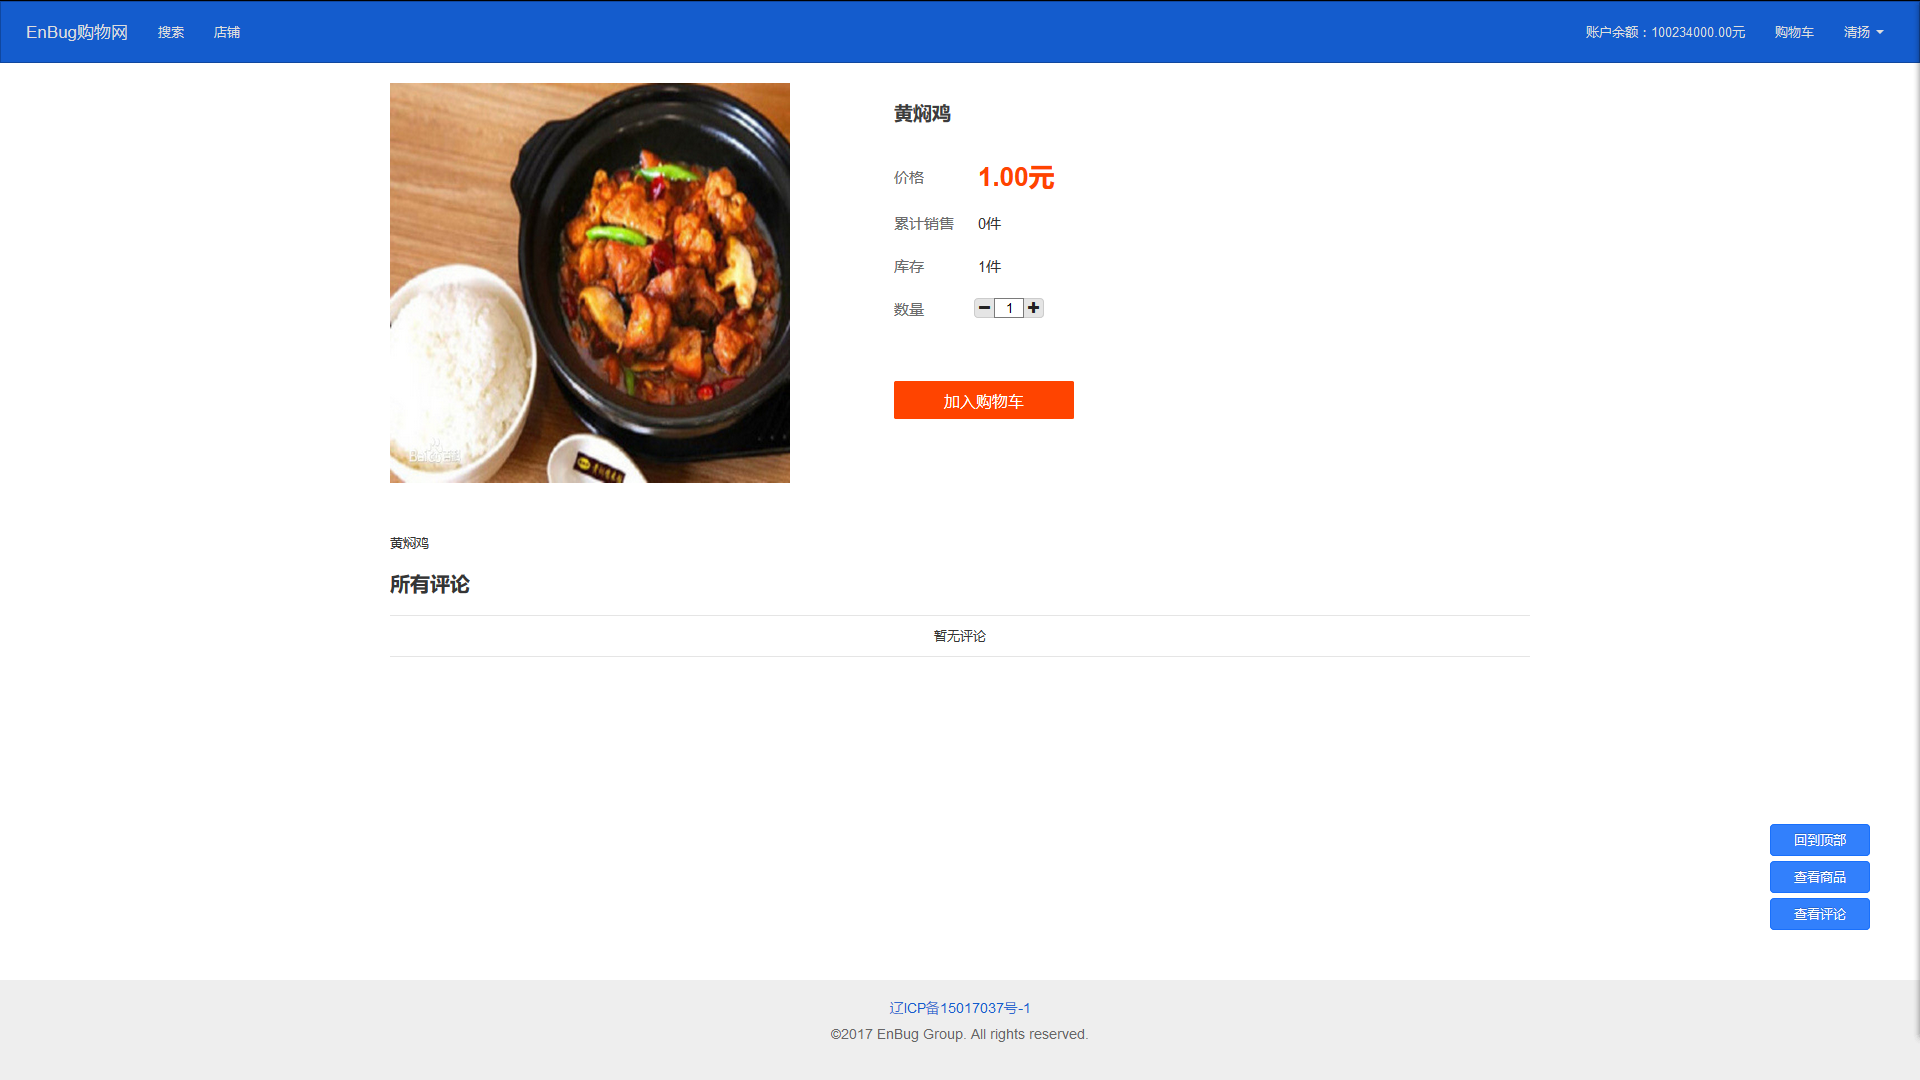 EnBug购物网 搜索 店铺 账户余额：100234000.00元 购物车 清扬
黄焖鸡
价格 1.00元
累计销售 0件
库存 1件
数量 1
加入购物车
黄焖鸡
所有评论
暂无评论
回到顶部
查看商品
查看评论
辽ICP备15017037号-1
©2017 EnBug Group. All rights reserved.